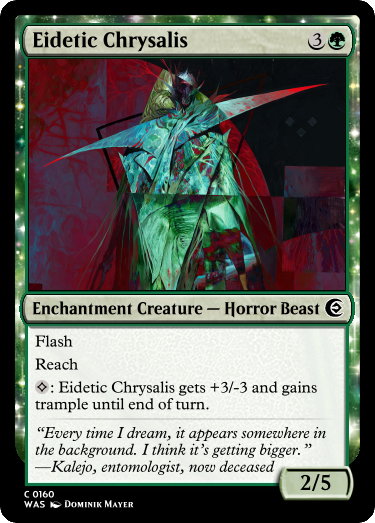 Eidetic Chrysalis 3
Enchantment Creature — Horror Beast
Flash
Reach
: Eidetic Chrysalis gets +3/-3 and gains
trample until end of turn.
“Every time I dream, it appears somewhere in
the background. I think it’s getting bigger.”
—Kalejo, entomologist, now deceased
2/5
C 0160
WAS Dominik Mayer